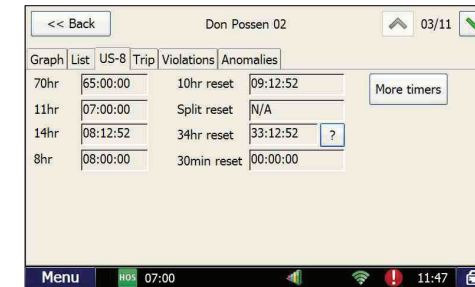 << Back Don Possen 02 03/11
Graph List US-8 Trip Violations Anomalies
70hr 65:00:00 10hr reset 09:12:52 More timers
11hr 07:00:00 Split reset N/A
14hr 08:12:52 34hr reset 33:12:52 ?
8hr 08:00:00 30min reset 00:00:00
Menu HOS 07:00 ! 11:47